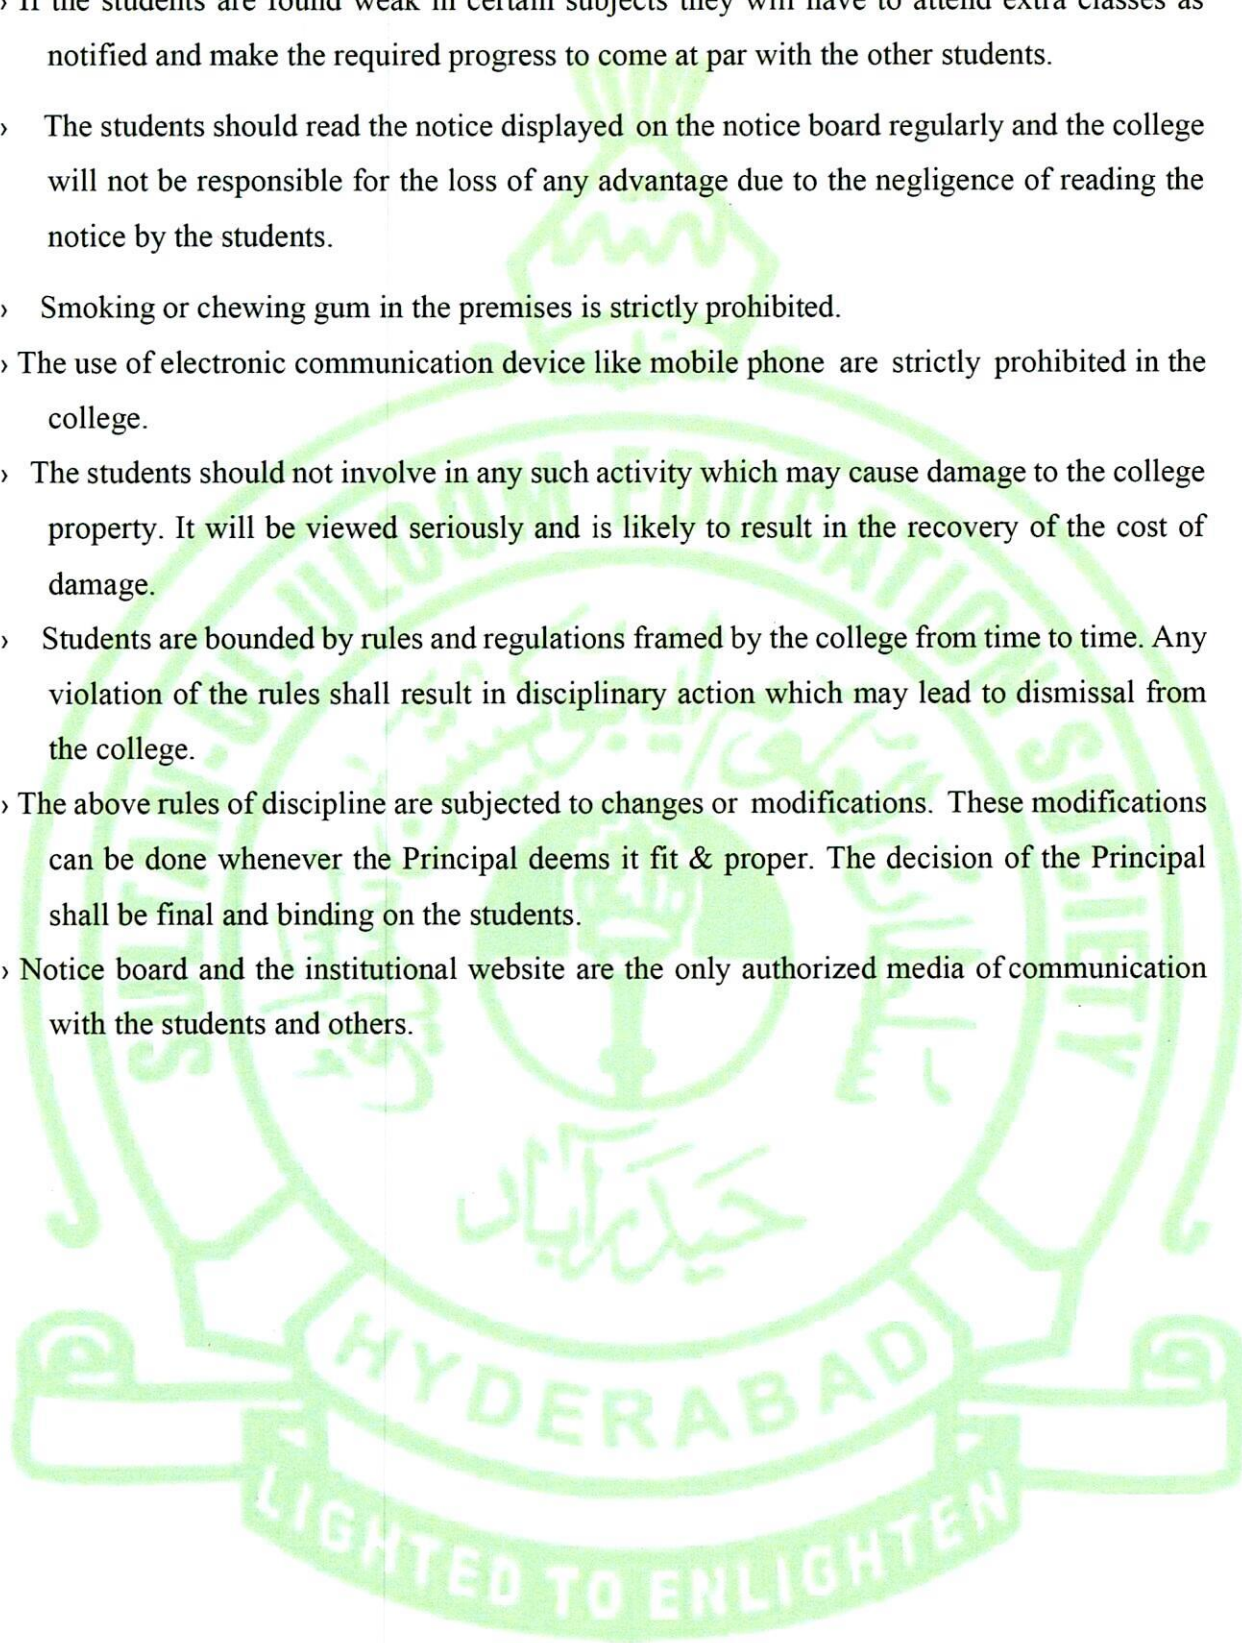 › If the students are found weak in certain subjects they will have to attend extra classes as
notified and make the required progress to come at par with the other students.
› The students should read the notice displayed on the notice board regularly and the college
will not be responsible for the loss of any advantage due to the negligence of reading the
notice by the students.
› Smoking or chewing gum in the premises is strictly prohibited.
› The use of electronic communication device like mobile phone are strictly prohibited in the
college.
› The students should not involve in any such activity which may cause damage to the college
property. It will be viewed seriously and is likely to result in the recovery of the cost of
damage.
› Students are bounded by rules and regulations framed by the college from time to time. Any
violation of the rules shall result in disciplinary action which may lead to dismissal from
the college.
› The above rules of discipline are subjected to changes or modifications. These modifications
can be done whenever the Principal deems it fit & proper. The decision of the Principal
shall be final and binding on the students.
› Notice board and the institutional website are the only authorized media of communication
with the students and others.
SULTAN-UL-ULOOM EDUCATION SOCIETY
حیدرآباد
HYDERABAD
LIGHTED TO ENLIGHTEN